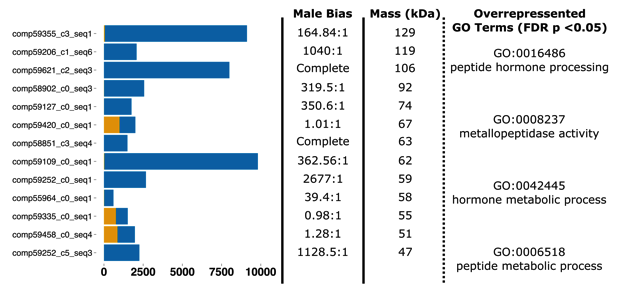 Male Bias Mass (kDa) Overrepresented
GO Terms (FDR p <0.05)
comp59355_c3_seq1 164.84:1 129
comp59206_c1_seq6 1040:1 119 GO:0016486
comp59621_c2_seq3 Complete 106 peptide hormone processing
comp58902_c0_seq3 319.5:1 92
comp59127_c0_seq1 350.6:1 74 GO:0008237
comp59420_c0_seq1 1.01:1 67 metallopeptidase activity
comp58851_c3_seq4 Complete 63
comp59109_c0_seq1 362.56:1 62
comp59252_c0_seq1 2677:1 59 GO:0042445
comp55964_c0_seq1 39.4:1 58 hormone metabolic process
comp59335_c0_seq1 0.98:1 55
comp59458_c0_seq4 1.28:1 51
comp59252_c5_seq3 1128.5:1 47 GO:0006518
peptide metabolic process
0 2500 5000 7500 10000